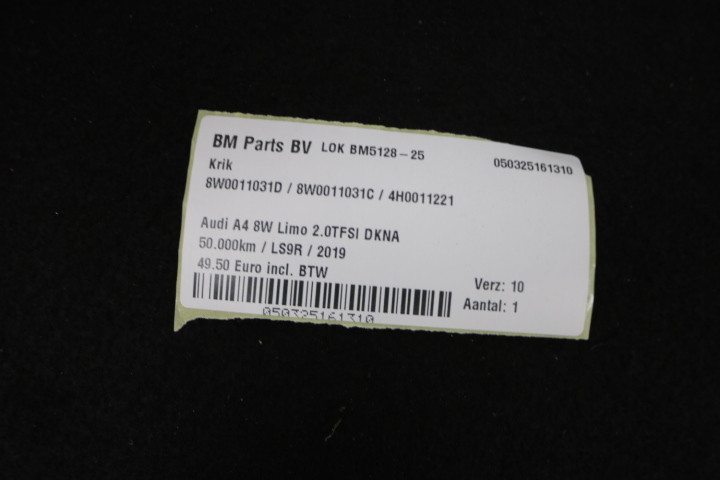 BM Parts BV LOK BM5128-25 050325161310
Krik
8W0011031D / 8W0011031C / 4H0011221
Audi A4 8W Limo 2.0TFSI DKNA
50.000km / LS9R / 2019
49.50 Euro incl. BTW
Verz: 10
Aantal: 1
050325161310